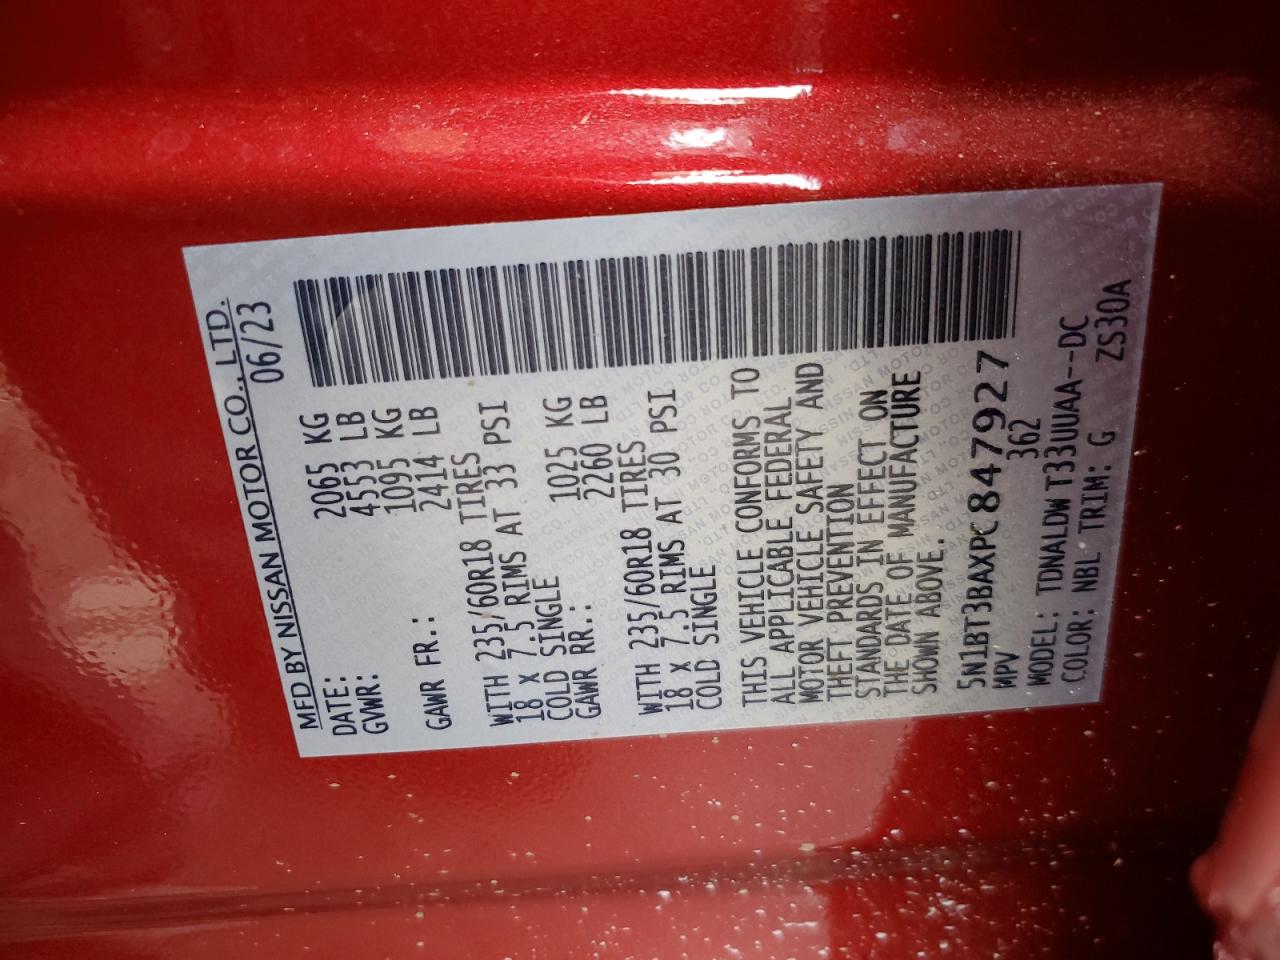 MFD BY NISSAN MOTOR CO., LTD.
DATE: 06/23
GVWR: 2065 KG
4553 LB
GAWR FR.: 1095 KG
2414 LB
WITH 235/60R18 TIRES
18 X 7.5 RIMS AT 33 PSI
COLD SINGLE
GAWR RR.: 1025 KG
2260 LB
WITH 235/60R18 TIRES
18 X 7.5 RIMS AT 30 PSI
COLD SINGLE
THIS VEHICLE CONFORMS TO
ALL APPLICABLE FEDERAL
MOTOR VEHICLE SAFETY AND
THEFT PREVENTION
STANDARDS IN EFFECT ON
THE DATE OF MANUFACTURE
SHOWN ABOVE.
5N1BT3BAXPC847927
MPV 362
MODEL: TDNALDW T33UUAA--DC
COLOR: NBL TRIM: G ZS30A